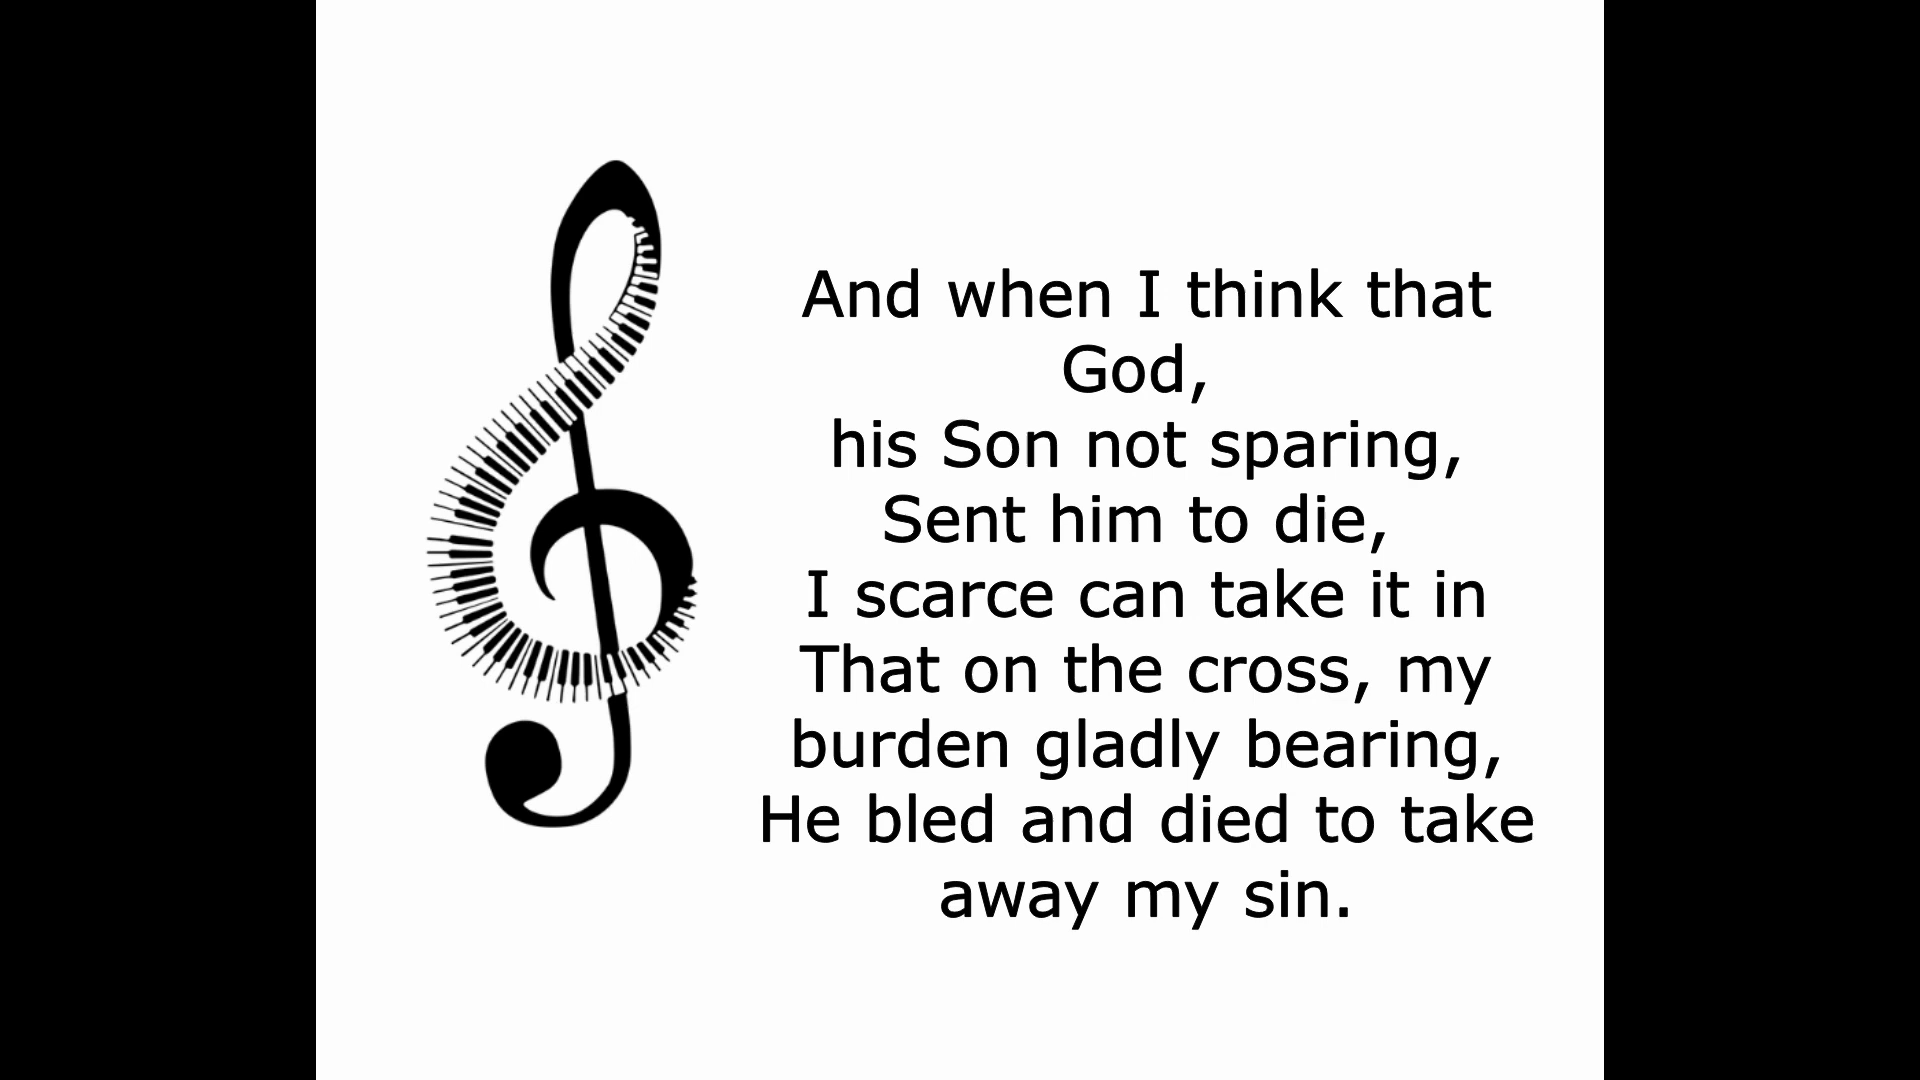 And when I think that
God,
his Son not sparing,
Sent him to die,
I scarce can take it in
That on the cross, my
burden gladly bearing,
He bled and died to take
away my sin.